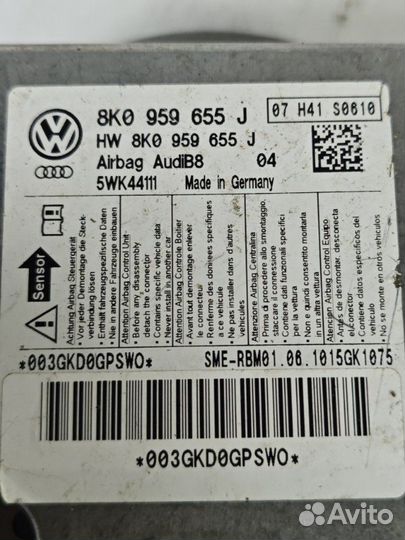 8K0 959 655 J
07 H41 S0610
HW 8K0 959 655 J
Airbag AudiB8 04
5WK44111 Made in Germany
Sensor
Achtung Airbag Steuergerät
Vor jeder Demontage die Steck-
verbindung lösen
Enthält fahrzeugspezifische Daten
Nie in andere Fahrzeuge einbauen
Attention Airbag Control Unit
Before any disassembly
detach the connector
Contains specific vehicle data
Never install in any other car
Attention Airbag Controle Boitier
Avant tout demontage enlever
le connecteur
Renferme donnees specifiques
a ce vehicule
Ne pas installer dans d'autres
vehicules
Attenzione Airbag Centralina
Prima di procedere allo smontaggio,
staccare il connessione
Contiene dati funzionali specifici
per la vettura
Non e quindi consentito montarla
in un altra vettura
Atencion Airbag Control Equipo
Antes de desmontar, desconecta
Contiene datos específicos del
vehiculo
No se monte en otros vehiculos
*003GKD0GPSWO*
SME-RBM01.06.1015GK1075
*003GKD0GPSWO*
Avito